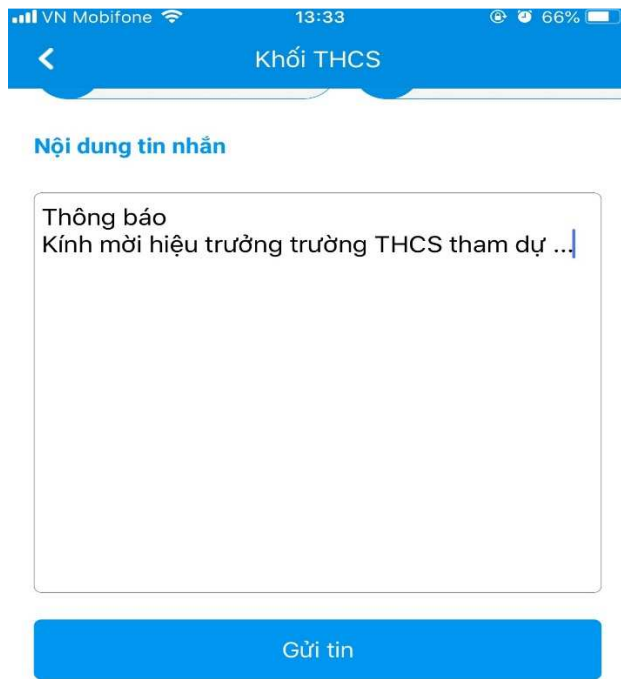 VN Mobifone 13:33 66%
Khối THCS
Nội dung tin nhắn
Thông báo
Kính mời hiệu trưởng trường THCS tham dự ...
Gửi tin